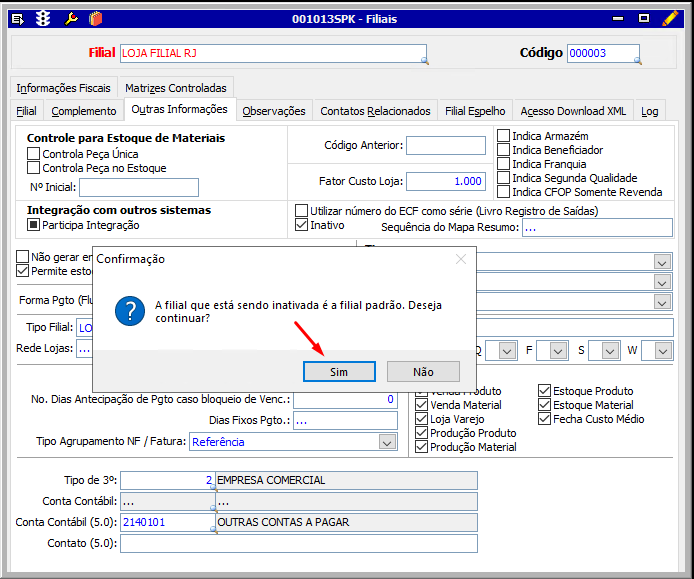 001013SPK - Filiais
Filial LOJA FILIAL RJ Código 000003
Informações Fiscais Matrizes Controladas
Filial Complemento Outras Informações Observações Contatos Relacionados Filial Espelho Acesso Download XML Log
Controle para Estoque de Materiais
Controla Peça Única
Controla Peça no Estoque
Nº Inicial:
Código Anterior:
Fator Custo Loja: 1.000
Indica Armazém
Indica Beneficiador
Indica Franquia
Indica Segunda Qualidade
Indica CFOP Somente Revenda
Integração com outros sistemas
Participa Integração
Utilizar número do ECF como série (Livro Registro de Saídas)
Inativo Sequência do Mapa Resumo: ...
Não gerar en
Permite esto
Forma Pgto (Flu
Tipo Filial: LO
Rede Lojas: ...
Q F S W
Confirmação
A filial que está sendo inativada é a filial padrão. Deseja
continuar?
Sim Não
No. Dias Antecipação de Pgto caso bloqueio de Venc.: 0
Dias Fixos Pgto.: ...
Tipo Agrupamento NF / Fatura: Referência
Venda Produto
Venda Material
Loja Varejo
Produção Produto
Produção Material
Estoque Produto
Estoque Material
Fecha Custo Médio
Tipo de 3º: 2 EMPRESA COMERCIAL
Conta Contábil: ... ...
Conta Contábil (5.0): 2140101 OUTRAS CONTAS A PAGAR
Contato (5.0):